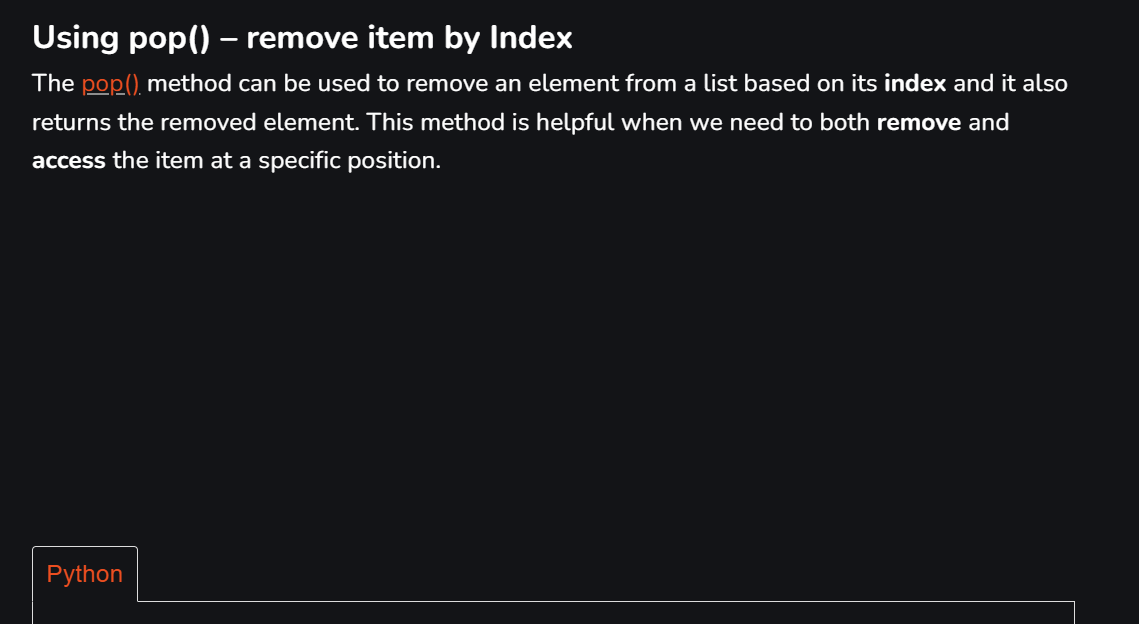 Using pop() – remove item by Index
The pop() method can be used to remove an element from a list based on its index and it also
returns the removed element. This method is helpful when we need to both remove and
access the item at a specific position.
Python